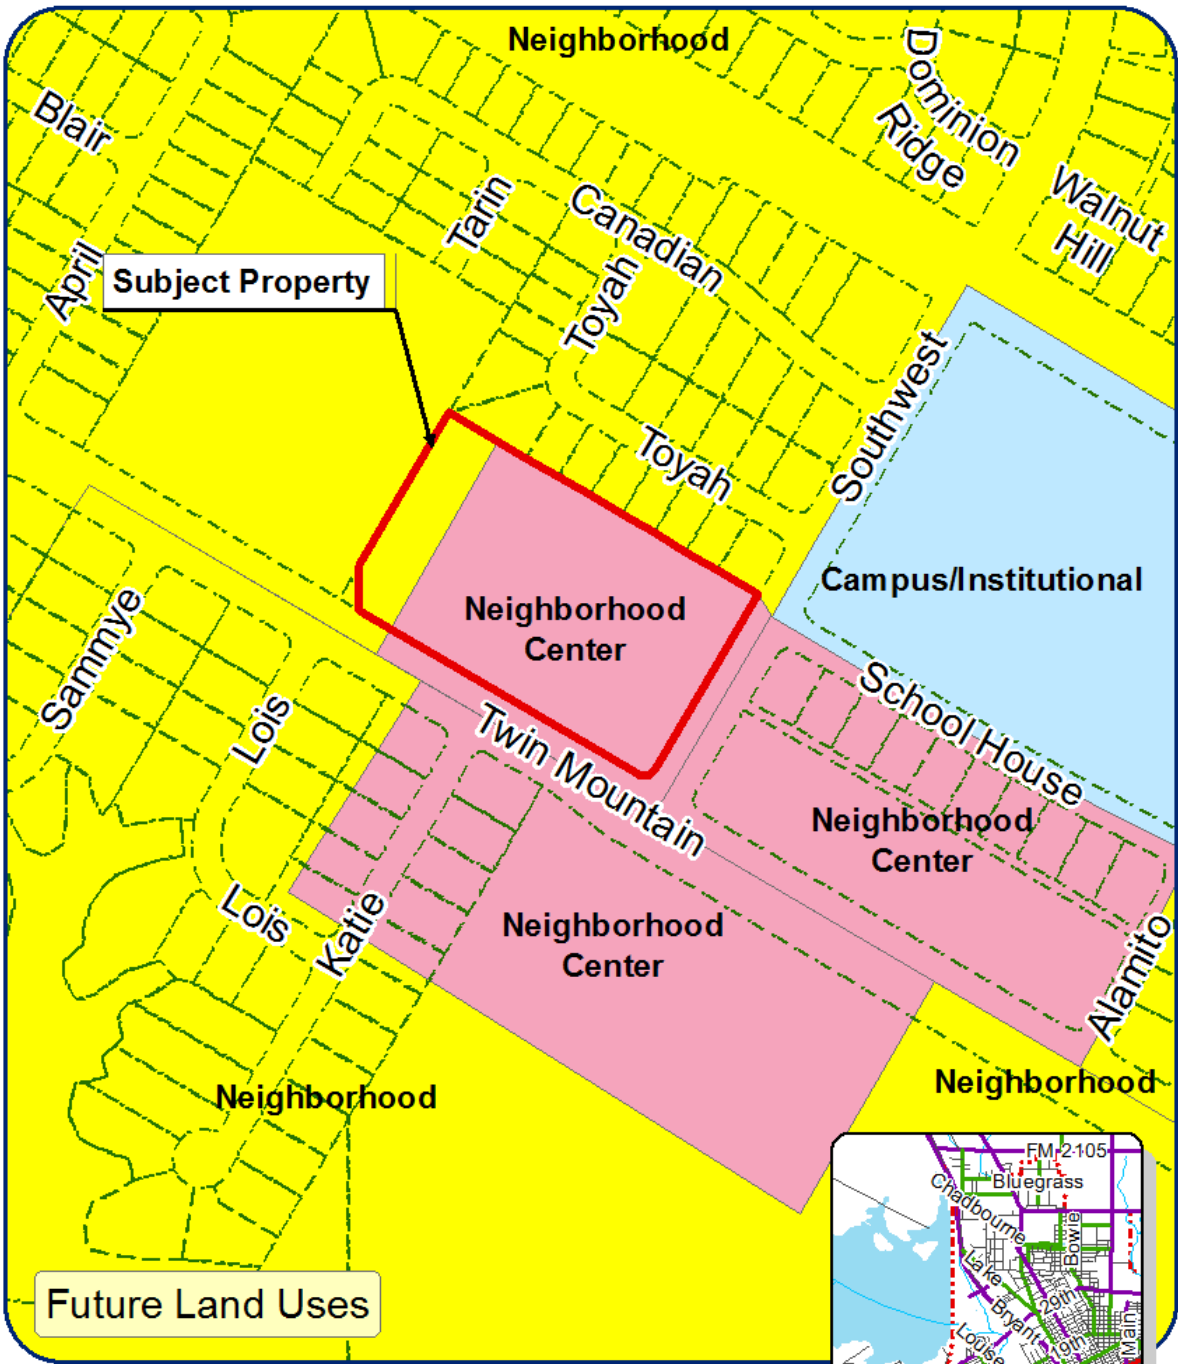 Neighborhood
Dominion
Ridge
Blair
Walnut
Hill
Tarin
Canadian
April
Toyah
Subject Property
Southwest
Toyah
Campus/Institutional
Neighborhood
Center
Sammye
Lois
School House
Twin Mountain
Neighborhood
Center
Lois
Katie
Neighborhood
Center
Alamito
Neighborhood
Neighborhood
FM 2105
Bluegrass
Chadbourne
Bowie
Lake
29th
Bryant
Main
19th
Louise
Future Land Uses